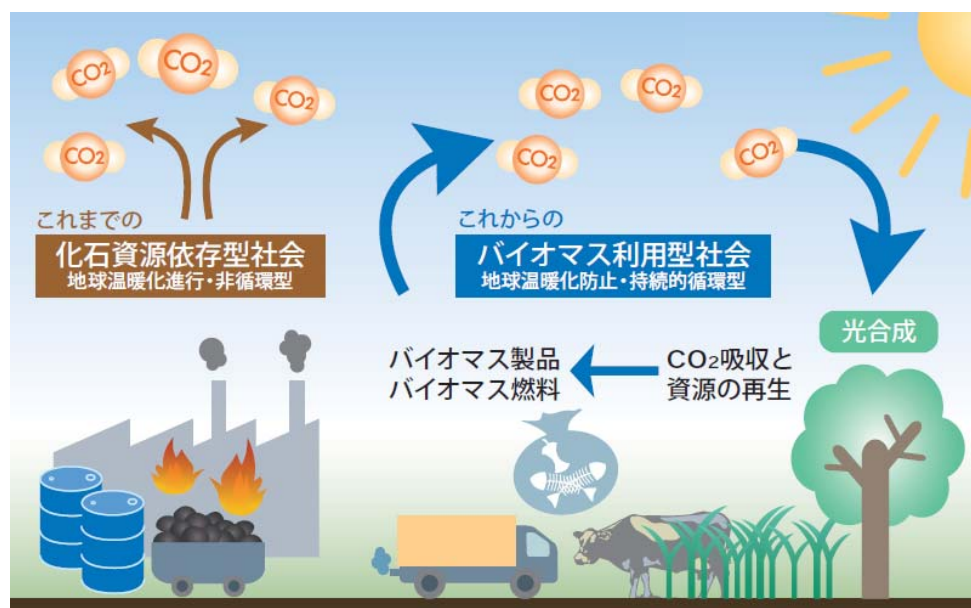 CO2
CO2
CO2
CO2
これまでの
化石資源依存型社会
地球温暖化進行・非循環型
CO2
CO2
CO2
CO2
これからの
バイオマス利用型社会
地球温暖化防止・持続的循環型
光合成
CO2吸収と
資源の再生
バイオマス製品
バイオマス燃料